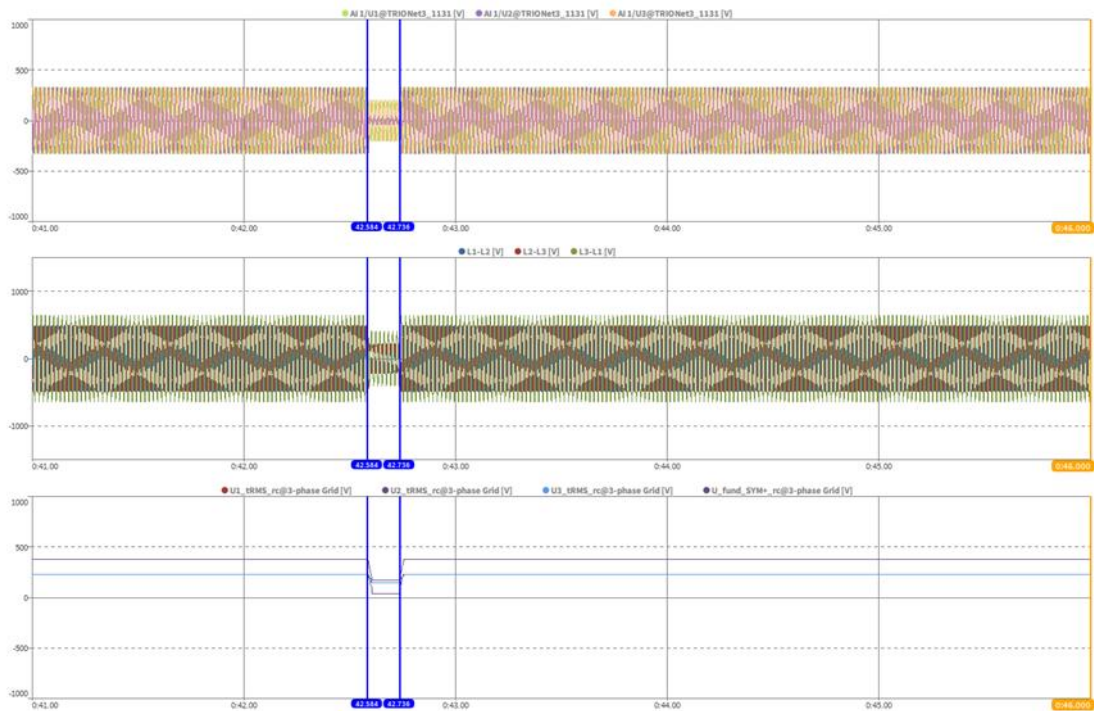 AI 1/U1@TRIONet3_1131 [V] AI 1/U2@TRIONet3_1131 [V] AI 1/U3@TRIONet3_1131 [V]
1000
500
0
-500
-1000
0:41.00 0:42.00 42.584 42.736 0:43.00 0:44.00 0:45.00 0:46.000
L1-L2 [V] L2-L3 [V] L3-L1 [V]
1000
0
-1000
0:41.00 0:42.00 42.584 42.736 0:43.00 0:44.00 0:45.00 0:46.000
U1_tRMS_rc@3-phase Grid [V] U2_tRMS_rc@3-phase Grid [V] U3_tRMS_rc@3-phase Grid [V] U_fund_SYM+_rc@3-phase Grid [V]
1000
500
0
-500
-1000
0:41.00 0:42.00 42.584 42.736 0:43.00 0:44.00 0:45.00 0:46.000